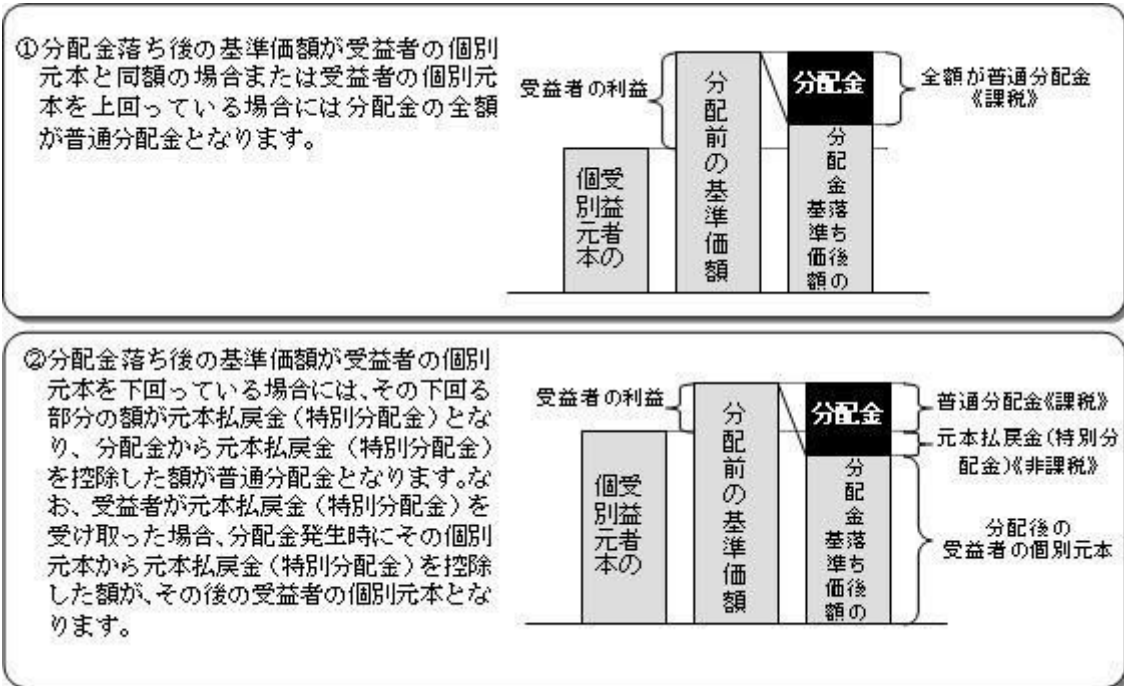 ①分配金落ち後の基準価額が受益者の個別
元本と同額の場合または受益者の個別元
本を上回っている場合には分配金の全額
が普通分配金となります。
受益者の利益
分配前の基準価額
分配金
全額が普通分配金
《課税》
受益者の
個別元本
分配金落ち後の
基準価額
②分配金落ち後の基準価額が受益者の個別
元本を下回っている場合には、その下回る
部分の額が元本払戻金（特別分配金）とな
り、分配金から元本払戻金（特別分配金）
を控除した額が普通分配金となります。な
お、受益者が元本払戻金（特別分配金）を
受け取った場合、分配金発生時にその個別
元本から元本払戻金（特別分配金）を控除
した額が、その後の受益者の個別元本とな
ります。
受益者の利益
分配前の基準価額
分配金
普通分配金《課税》
元本払戻金(特別分
配金)《非課税》
受益者の
個別元本
分配金落ち後の
基準価額
分配後の
受益者の個別元本